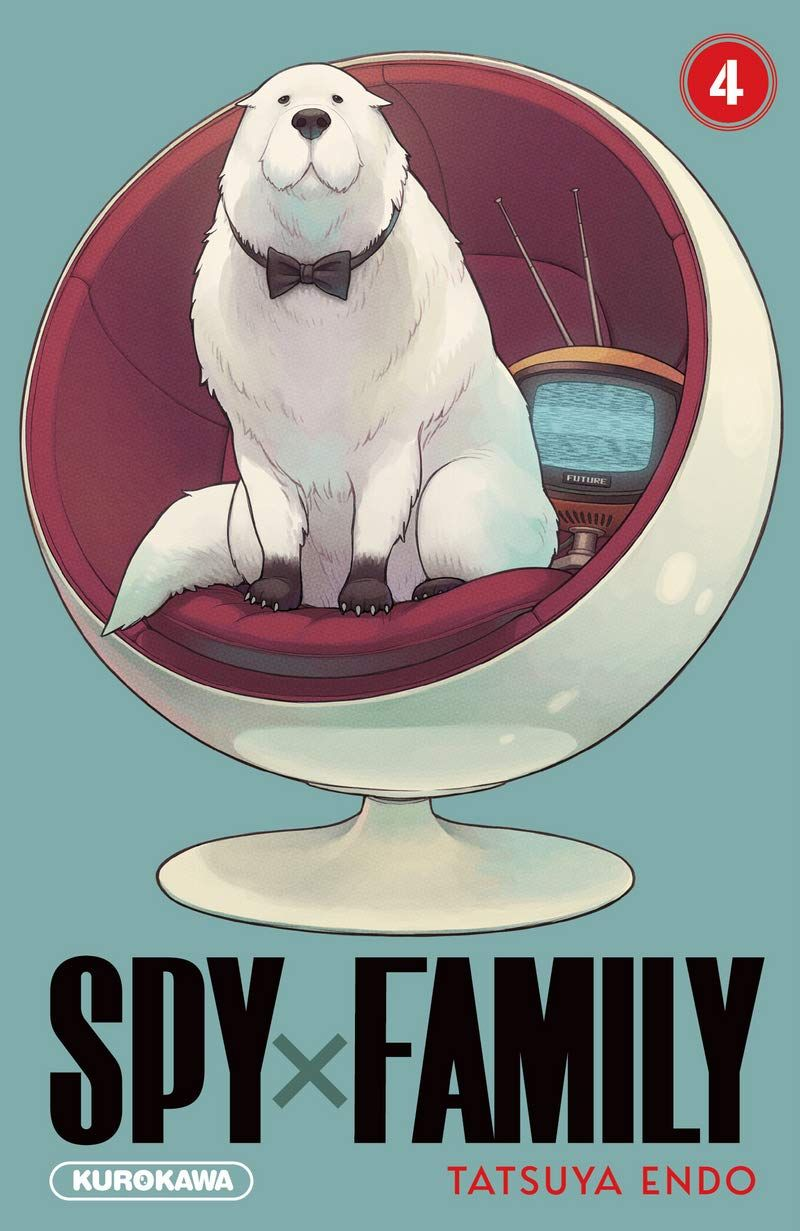 4
FUTURE
SPY×FAMILY
KUROKAWA
TATSUYA ENDO